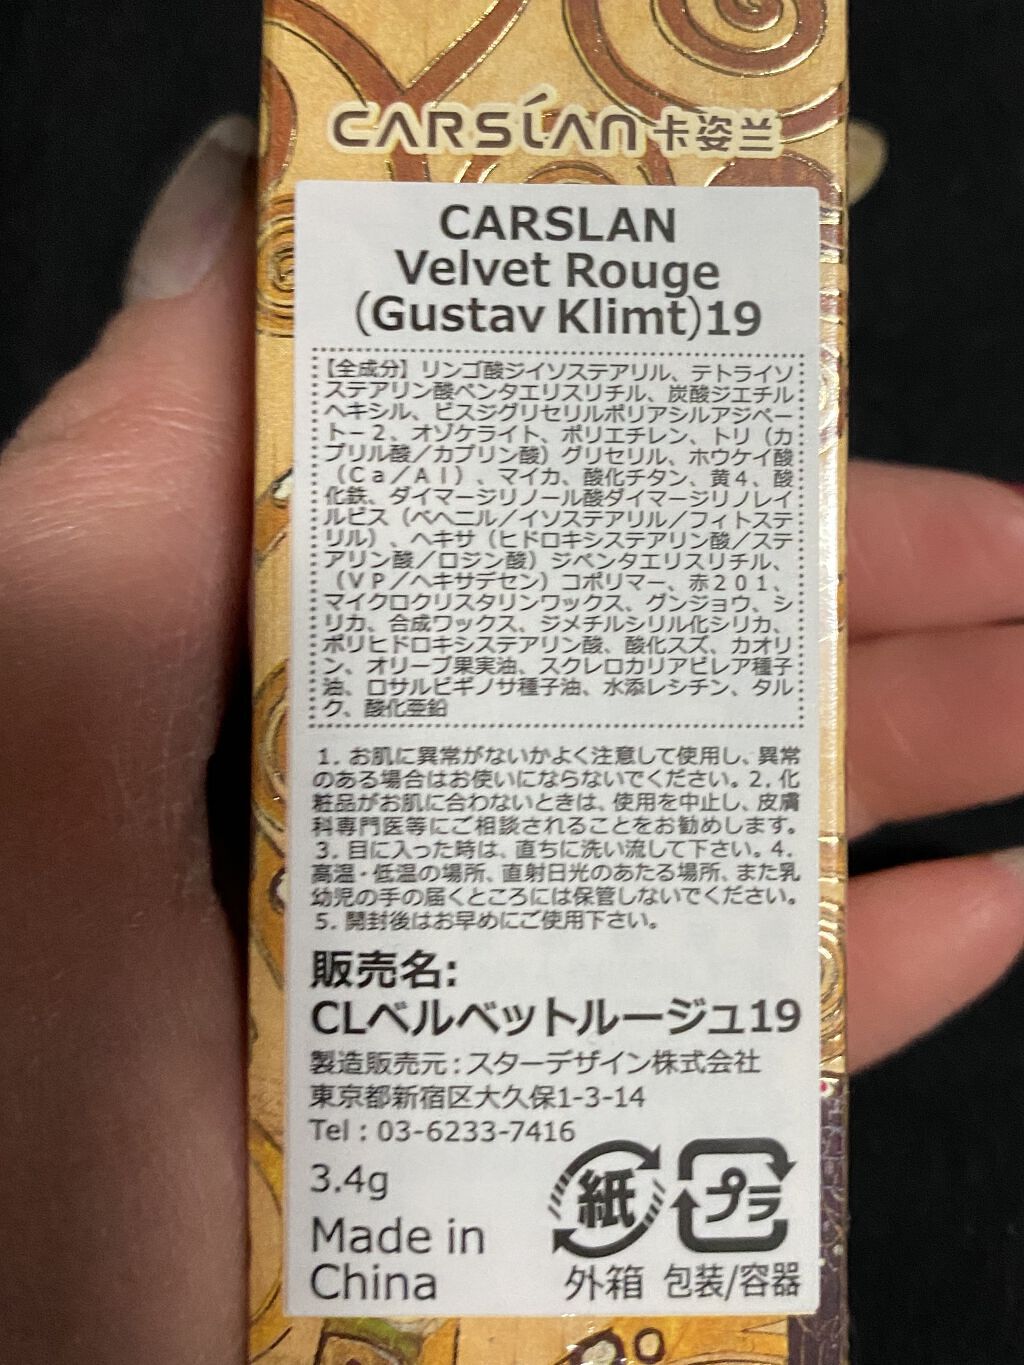 CARSLAN卡姿兰
CARSLAN
Velvet Rouge
(Gustav Klimt)19
【全成分】リンゴ酸ジイソステアリル、テトライソ
ステアリン酸ペンタエリスリチル、炭酸ジエチル
ヘキシル、ビスジグリセリルポリアシルアジペー
ト－２、オゾケライト、ポリエチレン、トリ（カ
プリル酸／カプリン酸）グリセリル、ホウケイ酸
（Ｃａ／Ａｌ）、マイカ、酸化チタン、黄４、酸
化鉄、ダイマージリノール酸ダイマージリノレイ
ルビス（ベヘニル／イソステアリル／フィトステ
リル）、ヘキサ（ヒドロキシステアリン酸／ステ
アリン酸／ロジン酸）ジペンタエリスリチル、
（ＶＰ／ヘキサデセン）コポリマー、赤２０１、
マイクロクリスタリンワックス、グンジョウ、シ
リカ、合成ワックス、ジメチルシリル化シリカ、
ポリヒドロキシステアリン酸、酸化スズ、カオリ
ン、オリーブ果実油、スクレロカリアビレア種子
油、ロサルビギノサ種子油、水添レシチン、タル
ク、酸化亜鉛
1. お肌に異常がないかよく注意して使用し、異常
のある場合はお使いにならないでください。2. 化
粧品がお肌に合わないときは、使用を中止し、皮膚
科専門医等にご相談されることをお勧めします。
3. 目に入った時は、直ちに洗い流して下さい。4.
高温・低温の場所、直射日光のあたる場所、また乳
幼児の手の届くところには保管しないでください。
5. 開封後はお早めにご使用下さい。
販売名:
CLベルベットルージュ19
製造販売元：スターデザイン株式会社
東京都新宿区大久保1-3-14
Tel：03-6233-7416
3.4g
Made in
China
紙
外箱
プラ
包装/容器